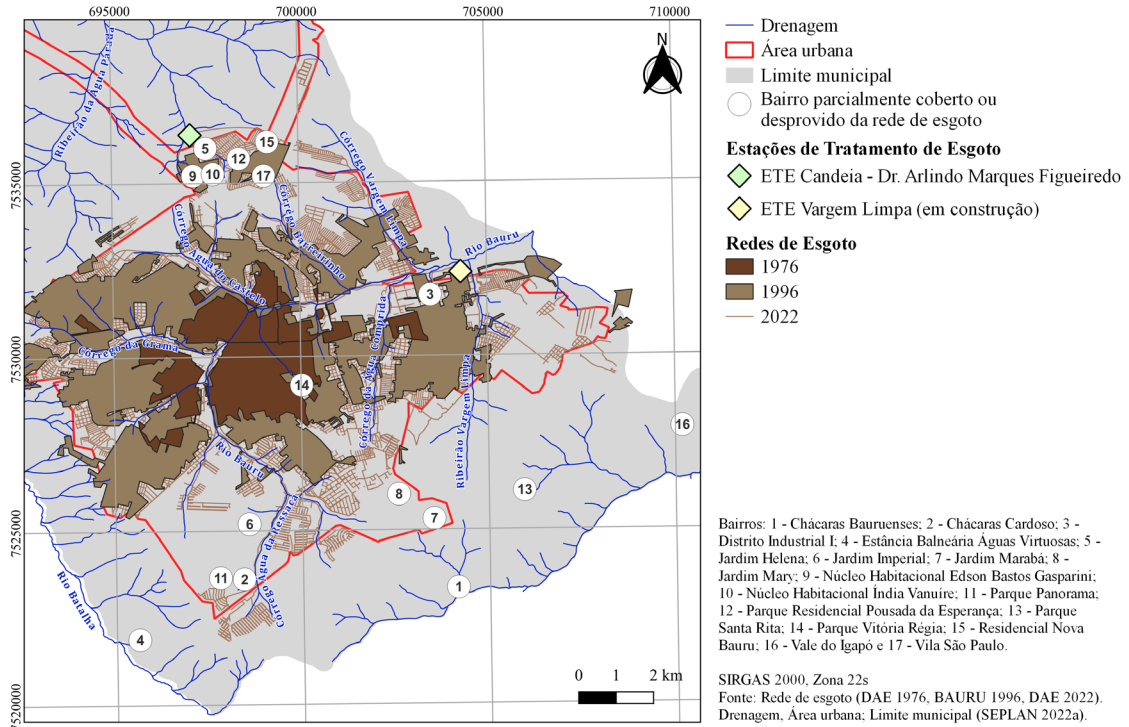 695000
700000
705000
710000
7535000
7530000
7525000
7520000
N
Ribeirão da Água Parada
Córrego Vargem Limpa
Córrego Barreirinho
Córrego Água do Castelo
Rio Bauru
Córrego da Grama
Córrego da Água Comprida
Ribeirão Vargem Limpa
Rio Bauru
Córrego Água da Ressaca
Rio Batalha
5
15
12
9
10
17
3
14
16
13
8
7
6
11
2
1
4
0 1 2 km
Drenagem
Área urbana
Limite municipal
Bairro parcialmente coberto ou
desprovido da rede de esgoto
Estações de Tratamento de Esgoto
ETE Candeia - Dr. Arlindo Marques Figueiredo
ETE Vargem Limpa (em construção)
Redes de Esgoto
1976
1996
2022
Bairros: 1 - Chácaras Bauruenses; 2 - Chácaras Cardoso; 3 -
Distrito Industrial I; 4 - Estância Balneária Águas Virtuosas; 5 -
Jardim Helena; 6 - Jardim Imperial; 7 - Jardim Marabá; 8 -
Jardim Mary; 9 - Núcleo Habitacional Edson Bastos Gasparini;
10 - Núcleo Habitacional Índia Vanuire; 11 - Parque Panorama;
12 - Parque Residencial Pousada da Esperança; 13 - Parque
Santa Rita; 14 - Parque Vitória Régia; 15 - Residencial Nova
Bauru; 16 - Vale do Igapó e 17 - Vila São Paulo.
SIRGAS 2000, Zona 22s
Fonte: Rede de esgoto (DAE 1976, BAURU 1996, DAE 2022).
Drenagem, Área urbana; Limite municipal (SEPLAN 2022a).